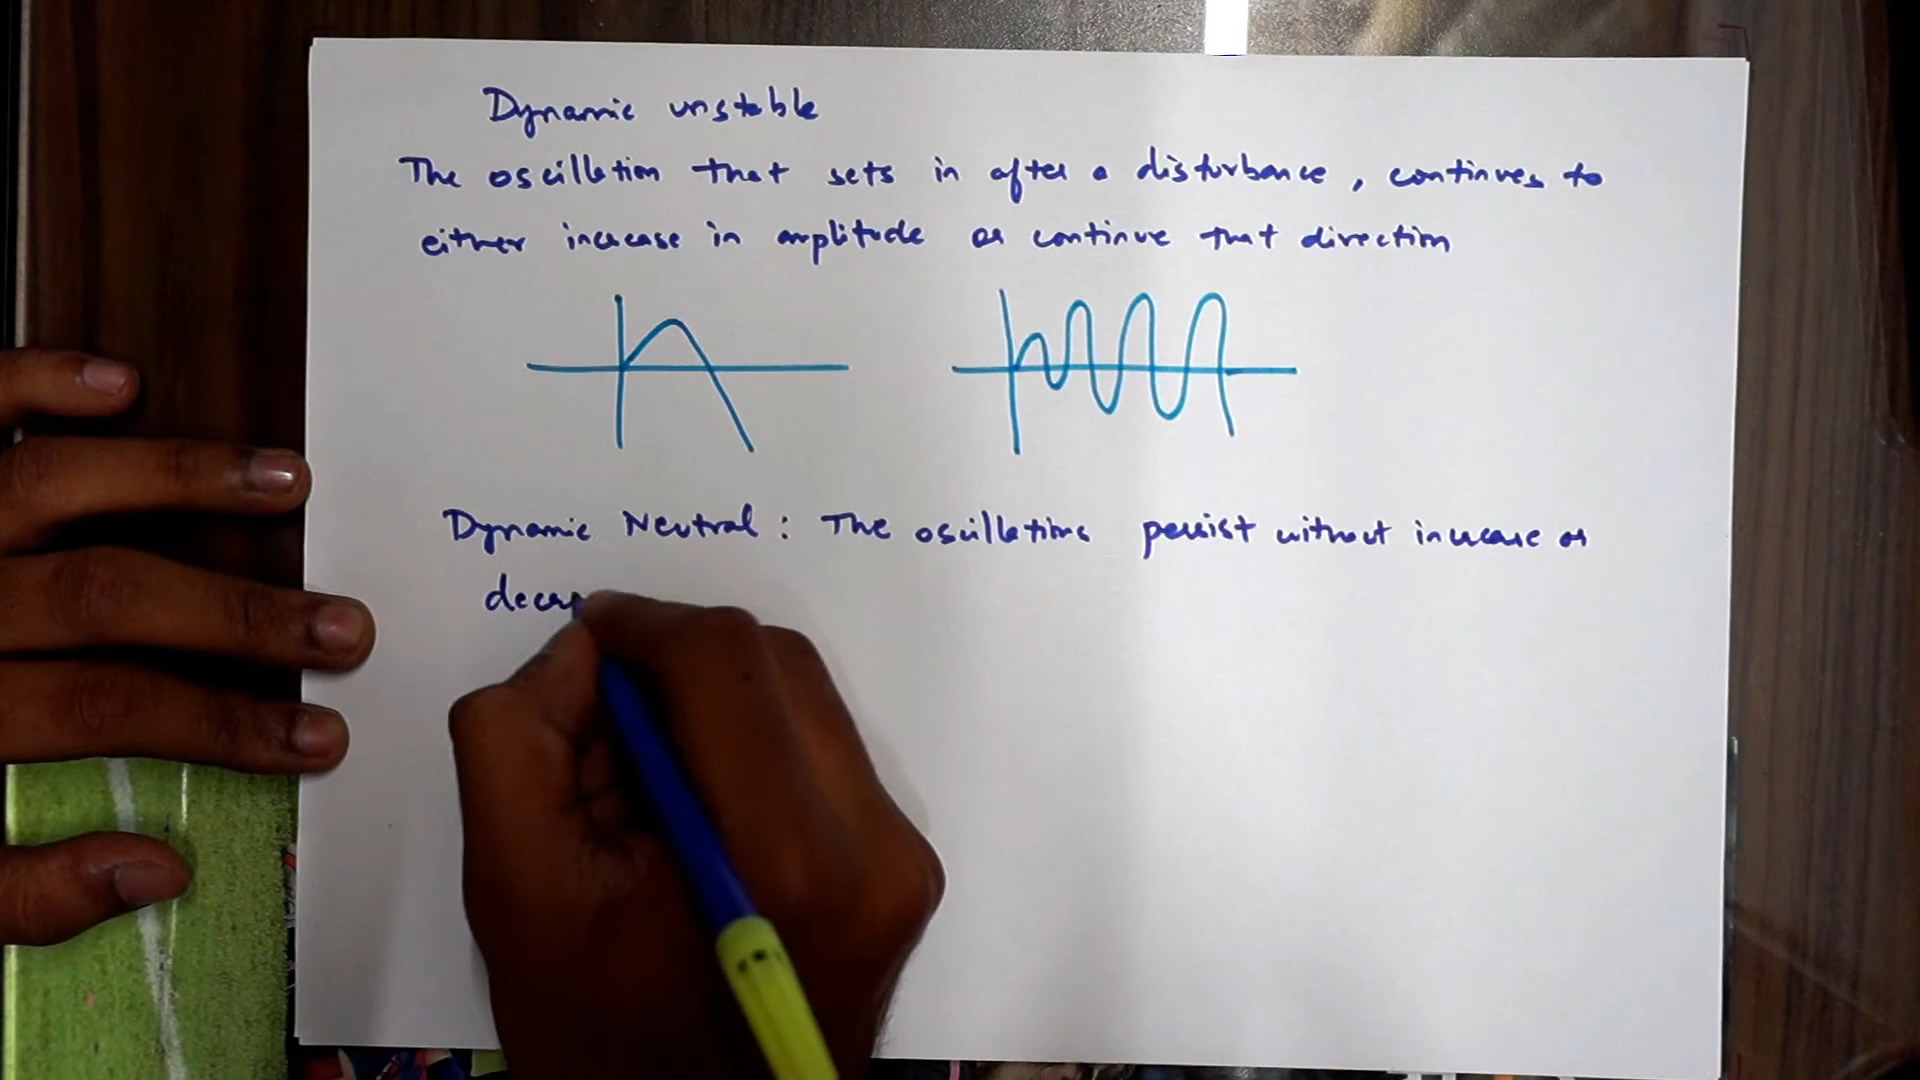 Dynamic unstable
The oscillation that sets in after a disturbance, continues to
either increase in amplitude or continue that direction
Dynamic Neutral: The oscillations persist without increase or